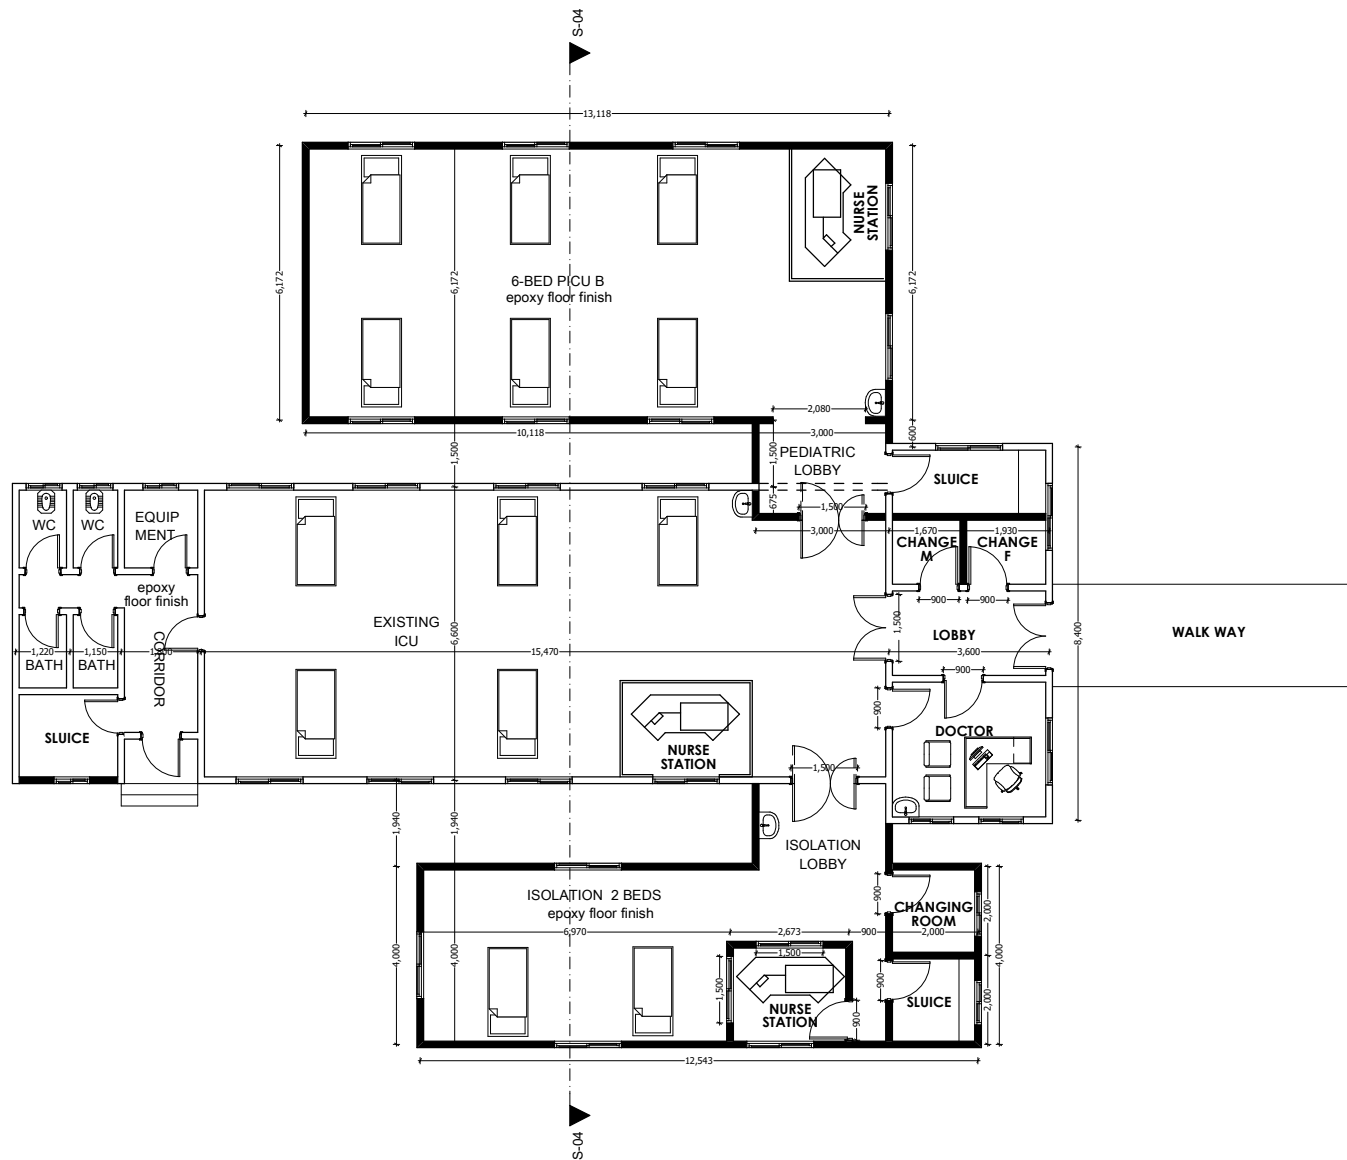 S-04
13,118
NURSE
STATION
6,172
6,172
6,172
6-BED PICU B
epoxy floor finish
2,080
10,118
3,000
600
1,500
1,500
PEDIATRIC
LOBBY
SLUICE
675
1,500
3,000
1,670
1,930
WC
WC
EQUIP
MENT
CHANGE
M
CHANGE
F
epoxy
floor finish
900
900
1,500
EXISTING
ICU
6,600
LOBBY
WALK WAY
8,400
1,220
1,150
15,470
3,600
BATH
BATH
CORRIDOR
900
900
SLUICE
DOCTOR
NURSE
STATION
1,500
1,940
1,940
ISOLATION
LOBBY
ISOLATION  2 BEDS
epoxy floor finish
900
CHANGING
ROOM
2,000
6,970
2,673
900
2,000
4,000
4,000
4,000
1,500
1,500
900
SLUICE
2,000
NURSE
STATION
900
12,543
S-04